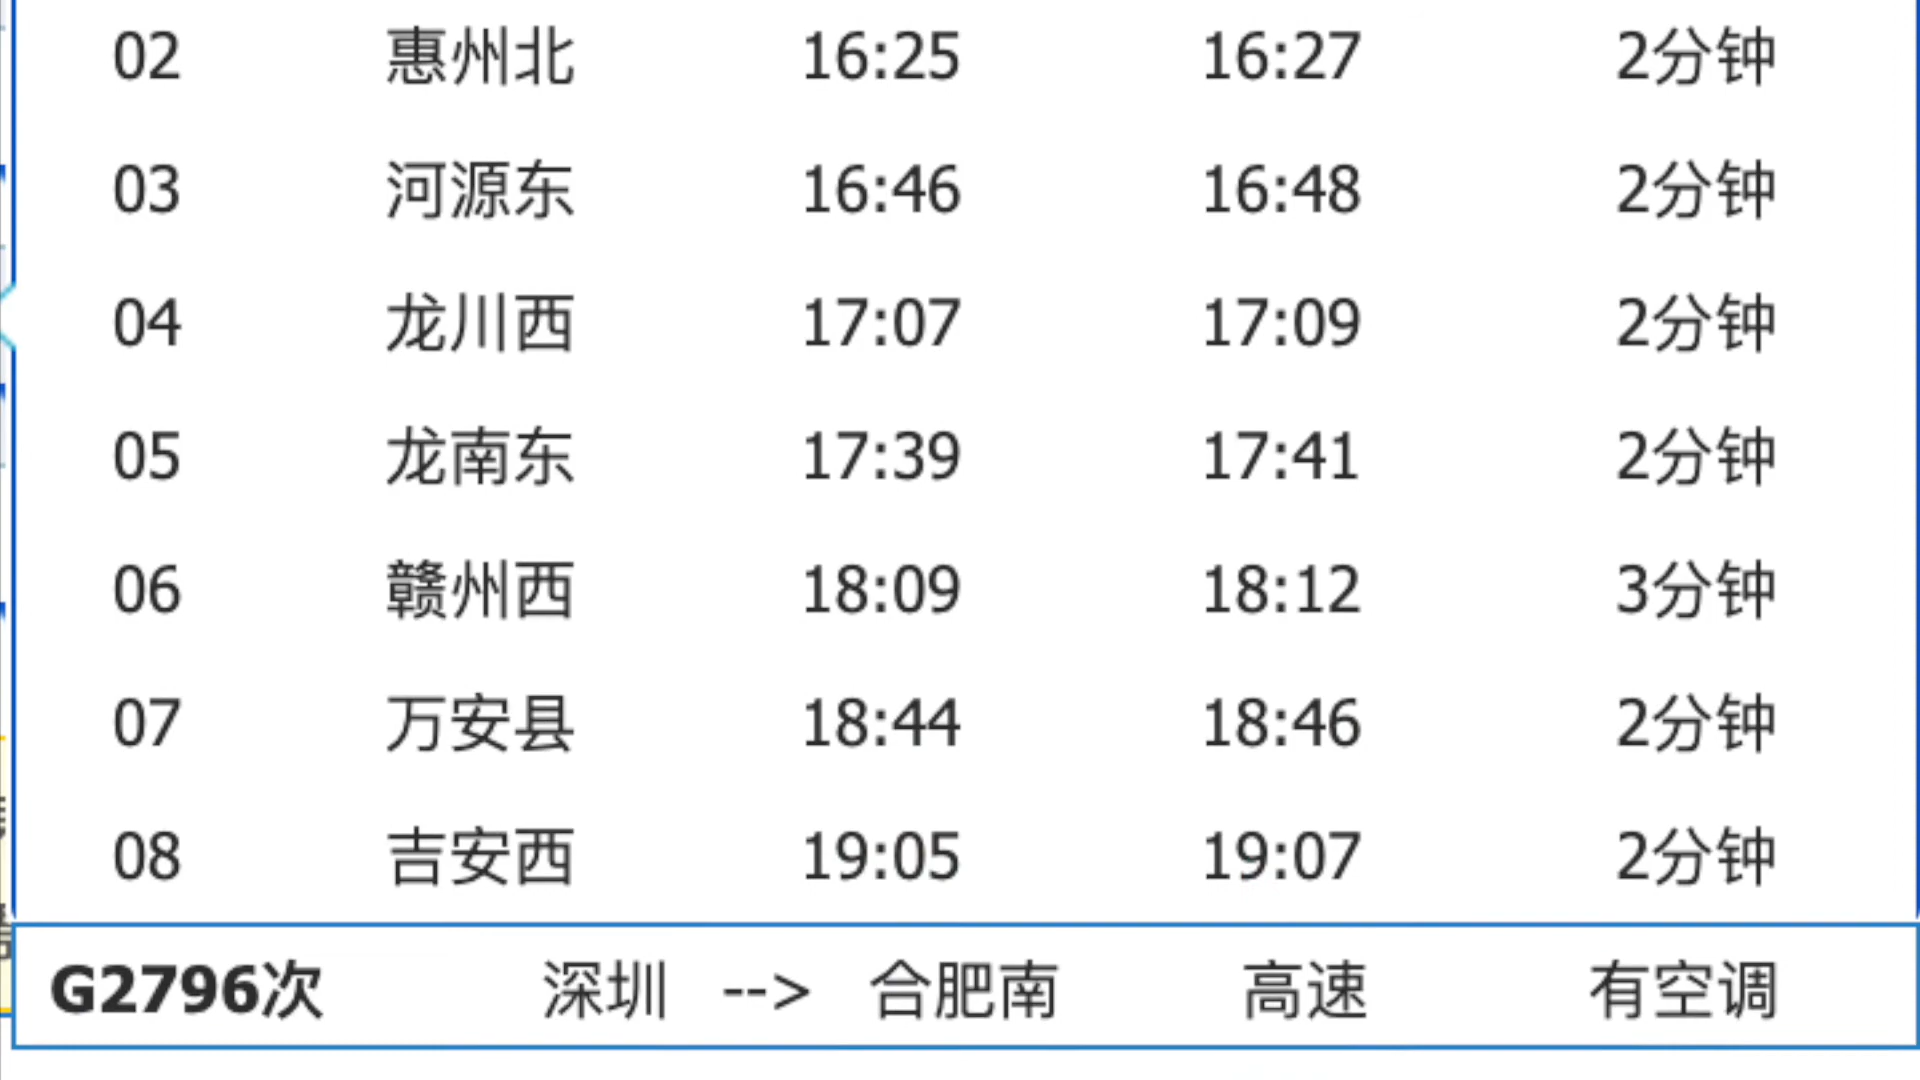 02 惠州北 16:25 16:27 2分钟
03 河源东 16:46 16:48 2分钟
04 龙川西 17:07 17:09 2分钟
05 龙南东 17:39 17:41 2分钟
06 赣州西 18:09 18:12 3分钟
07 万安县 18:44 18:46 2分钟
08 吉安西 19:05 19:07 2分钟
G2796次 深圳 --> 合肥南 高速 有空调